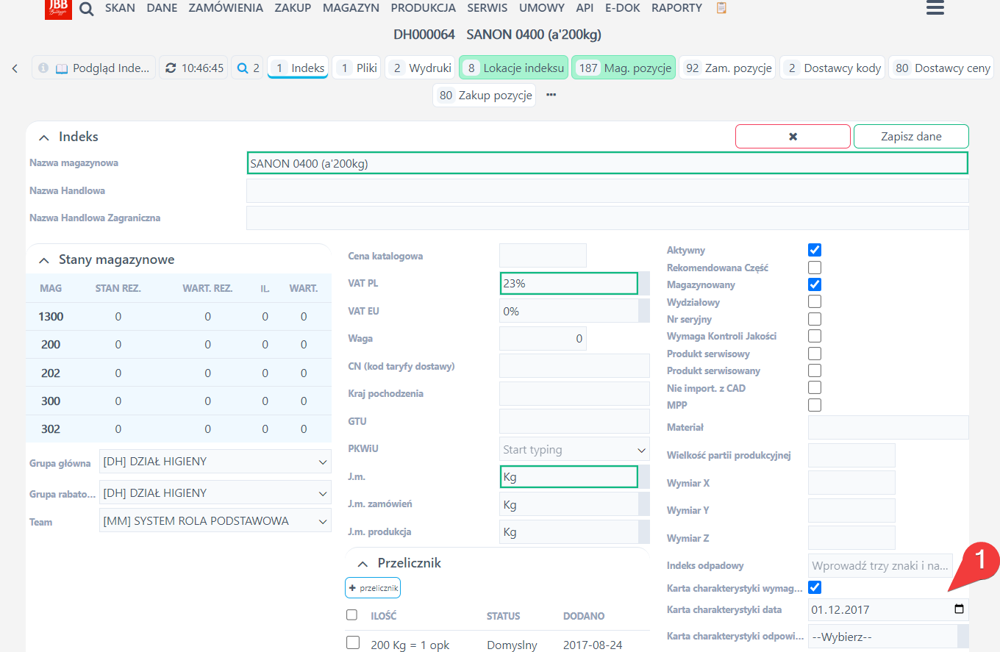 JBB
Bałdyga
SKAN DANE ZAMÓWIENIA ZAKUP MAGAZYN PRODUKCJA SERWIS UMOWY API E-DOK RAPORTY
DH000064 SANON 0400 (a'200kg)
Podgląd Inde... 10:46:45 2 1 Indeks 1 Pliki 2 Wydruki 8 Lokacje indeksu 187 Mag. pozycje 92 Zam. pozycje 2 Dostawcy kody 80 Dostawcy ceny
80 Zakup pozycje •••
Indeks
Zapisz dane
Nazwa magazynowa SANON 0400 (a'200kg)
Nazwa Handlowa
Nazwa Handlowa Zagraniczna
Stany magazynowe
MAG STAN REZ. WART. REZ. IL. WART.
1300 0 0 0 0
200 0 0 0 0
202 0 0 0 0
300 0 0 0 0
302 0 0 0 0
Grupa główna [DH] DZIAŁ HIGIENY
Grupa rabato... [DH] DZIAŁ HIGIENY
Team [MM] SYSTEM ROLA PODSTAWOWA
Cena katalogowa
VAT PL 23%
VAT EU 0%
Waga 0
CN (kod taryfy dostawy)
Kraj pochodzenia
GTU
PKWiU Start typing
J.m. Kg
J.m. zamówień Kg
J.m. produkcja Kg
Przelicznik
+ przelicznik
ILOŚĆ STATUS DODANO
200 Kg = 1 opk Domyslny 2017-08-24
Aktywny
Rekomendowana Część
Magazynowany
Wydziałowy
Nr seryjny
Wymaga Kontroli Jakości
Produkt serwisowy
Produkt serwisowany
Nie import. z CAD
MPP
Materiał
Wielkość partii produkcyjnej
Wymiar X
Wymiar Y
Wymiar Z
Indeks odpadowy Wprowadź trzy znaki i na...
Karta charakterystyki wymag...
Karta charakterystyki data 01.12.2017
Karta charakterystyki odpowi... --Wybierz--
1